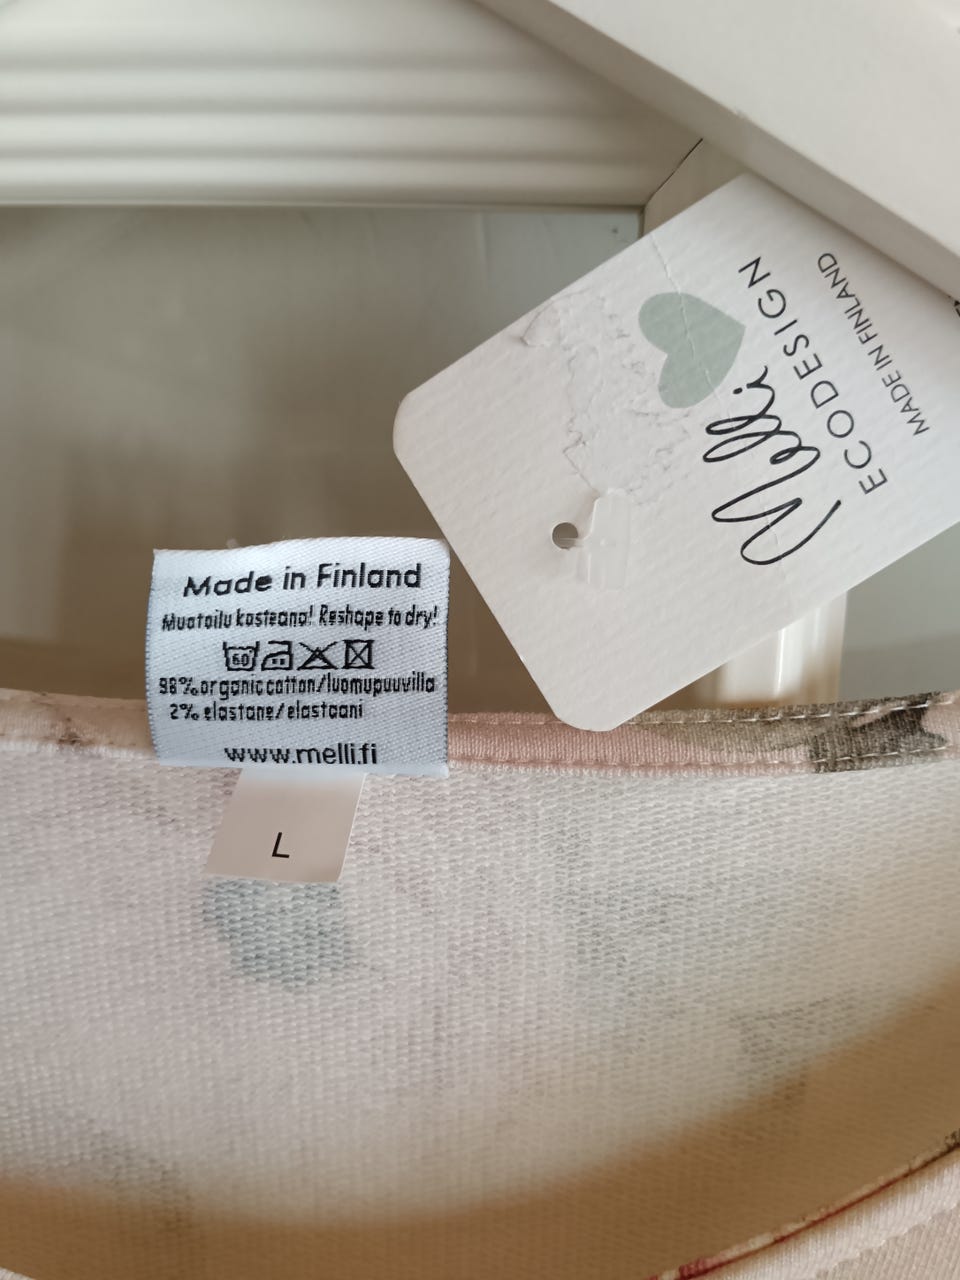 Melli
ECODESIGN
MADE IN FINLAND
Made in Finland
Muotoilu kosteana! Reshape to dry!
60
98% organic cotton/luomupuuvilla
2% elastane/elastaani
www.melli.fi
L